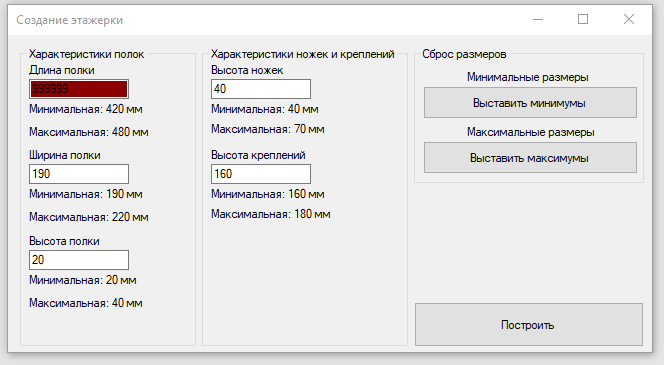 Создание этажерки
Характеристики полок
Длина полки
999999
Минимальная: 420 мм
Максимальная: 480 мм
Ширина полки
190
Минимальная: 190 мм
Максимальная: 220 мм
Высота полки
20
Минимальная: 20 мм
Максимальная: 40 мм
Характеристики ножек и креплений
Высота ножек
40
Минимальная: 40 мм
Максимальная: 70 мм
Высота креплений
160
Минимальная: 160 мм
Максимальная: 180 мм
Сброс размеров
Минимальные размеры
Выставить минимумы
Максимальные размеры
Выставить максимумы
Построить